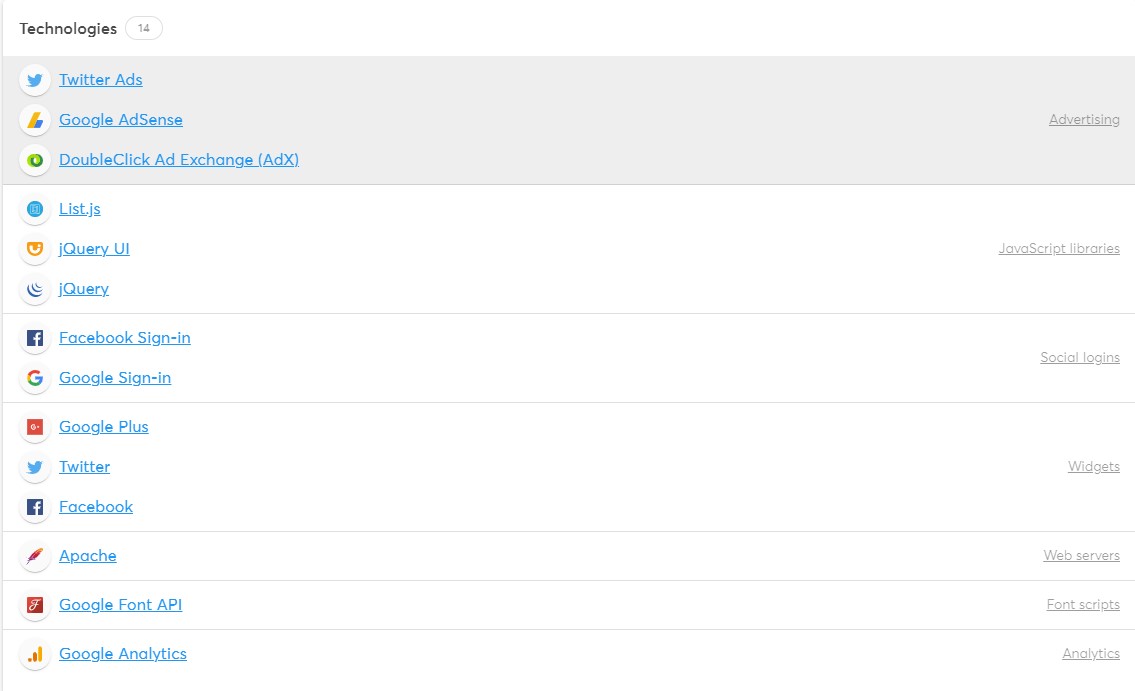 Technologies 14
Twitter Ads
Google AdSense Advertising
DoubleClick Ad Exchange (AdX)
List.js
jQuery UI JavaScript libraries
jQuery
Facebook Sign-in
Social logins
Google Sign-in
Google Plus
Twitter Widgets
Facebook
Apache Web servers
Google Font API Font scripts
Google Analytics Analytics